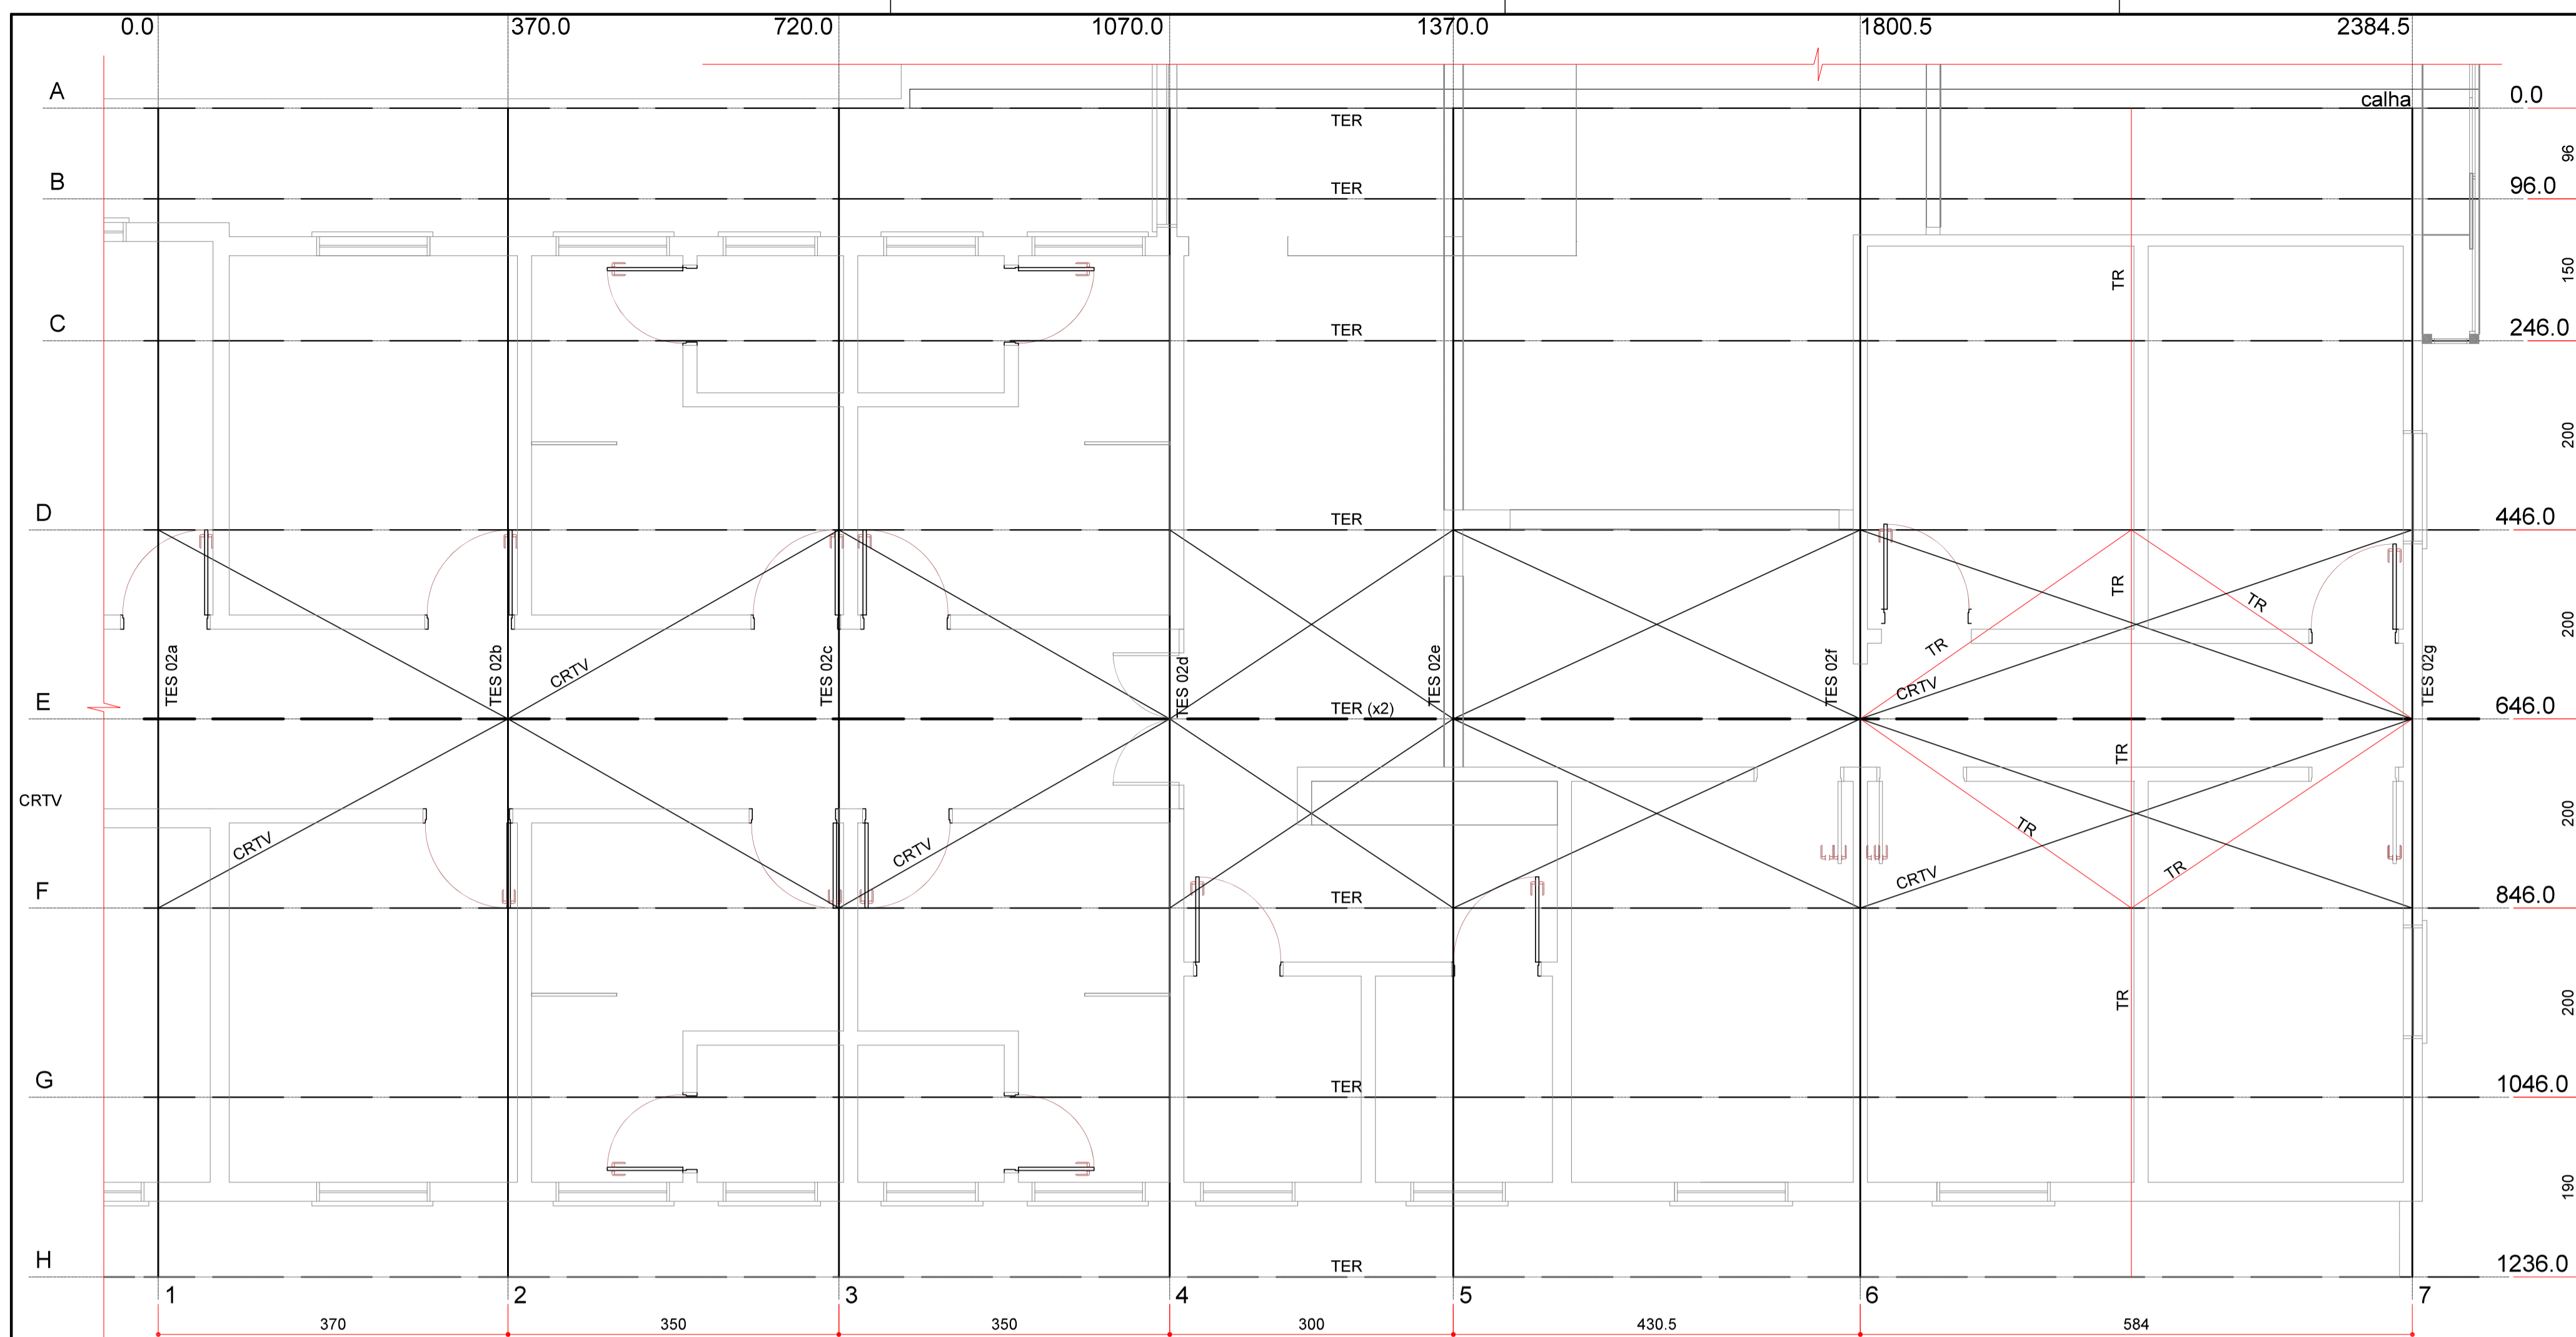 0.0 370.0 720.0 1070.0 1370.0 1800.5 2384.5
A calha 0.0
TER
96
B TER 96.0
TR 150
C TER 246.0
200
D TER 446.0
TR TR
200
TES 02a TES 02b CRTV TES 02c TES 02d TES 02e TES 02f TR CRTV TES 02g
E TER (x2) 646.0
TR
CRTV 200
CRTV CRTV TR TR
CRTV
F TER 846.0
TR 200
G TER 1046.0
190
H TER 1236.0
1 2 3 4 5 6 7
370 350 350 300 430.5 584